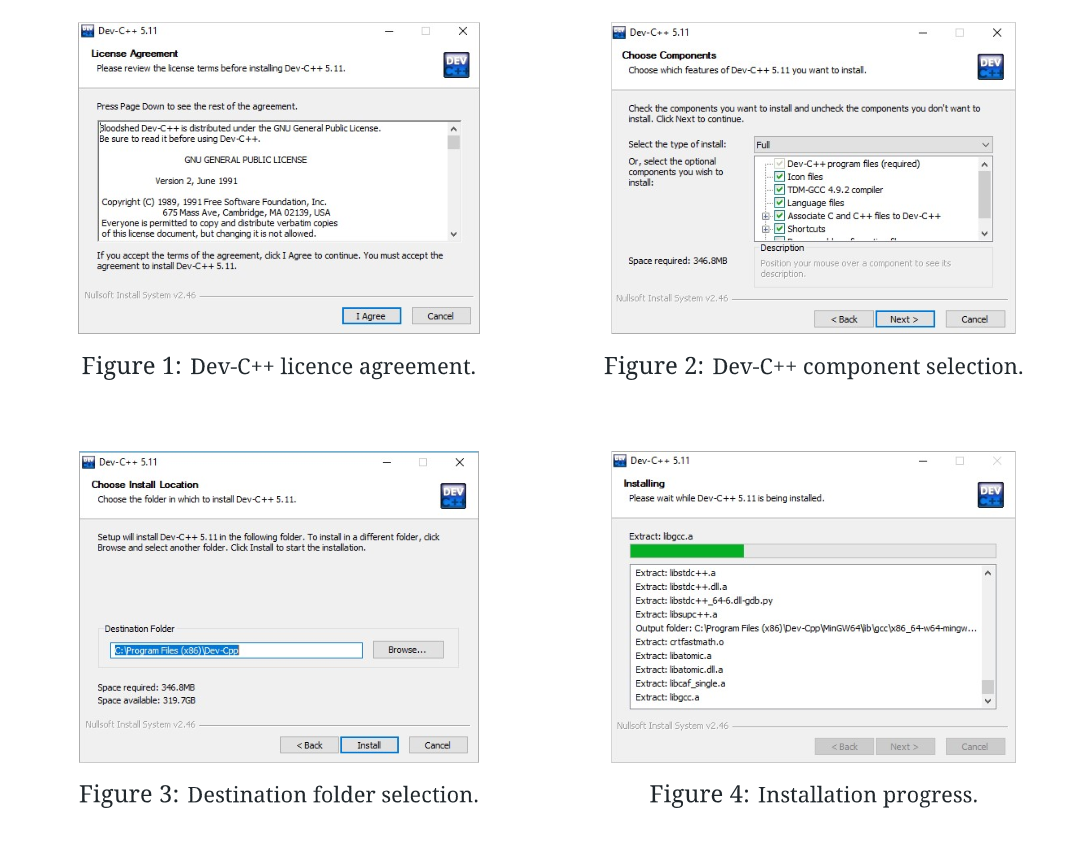 Dev-C++ 5.11
License Agreement
Please review the license terms before installing Dev-C++ 5.11.
DEV
C++
Press Page Down to see the rest of the agreement.
Bloodshed Dev-C++ is distributed under the GNU General Public License.
Be sure to read it before using Dev-C++.
GNU GENERAL PUBLIC LICENSE
Version 2, June 1991
Copyright (C) 1989, 1991 Free Software Foundation, Inc.
675 Mass Ave, Cambridge, MA 02139, USA
Everyone is permitted to copy and distribute verbatim copies
of this license document, but changing it is not allowed.
If you accept the terms of the agreement, click I Agree to continue. You must accept the
agreement to install Dev-C++ 5.11.
Nullsoft Install System v2.46
I Agree
Cancel
Figure 1: Dev-C++ licence agreement.
Dev-C++ 5.11
Choose Components
Choose which features of Dev-C++ 5.11 you want to install.
DEV
C++
Check the components you want to install and uncheck the components you don't want to
install. Click Next to continue.
Select the type of install:
Full
Or, select the optional
components you wish to
install:
Dev-C++ program files (required)
Icon files
TDM-GCC 4.9.2 compiler
Language files
Associate C and C++ files to Dev-C++
Shortcuts
Space required: 346.8MB
Description
Position your mouse over a component to see its
description.
Nullsoft Install System v2.46
< Back
Next >
Cancel
Figure 2: Dev-C++ component selection.
Dev-C++ 5.11
Choose Install Location
Choose the folder in which to install Dev-C++ 5.11.
DEV
C++
Setup will install Dev-C++ 5.11 in the following folder. To install in a different folder, click
Browse and select another folder. Click Install to start the installation.
Destination Folder
C:\Program Files (x86)\Dev-Cpp
Browse...
Space required: 346.8MB
Space available: 319.7GB
Nullsoft Install System v2.46
< Back
Install
Cancel
Figure 3: Destination folder selection.
Dev-C++ 5.11
Installing
Please wait while Dev-C++ 5.11 is being installed.
DEV
C++
Extract: libgcc.a
Extract: libstdc++.a
Extract: libstdc++.dll.a
Extract: libstdc++_64-6.dll-gdb.py
Extract: libsupc++.a
Output folder: C:\Program Files (x86)\Dev-Cpp\MinGW64\lib\gcc\x86_64-w64-mingw...
Extract: crtfastmath.o
Extract: libatomic.a
Extract: libatomic.dll.a
Extract: libcaf_single.a
Extract: libgcc.a
Nullsoft Install System v2.46
< Back
Next >
Cancel
Figure 4: Installation progress.